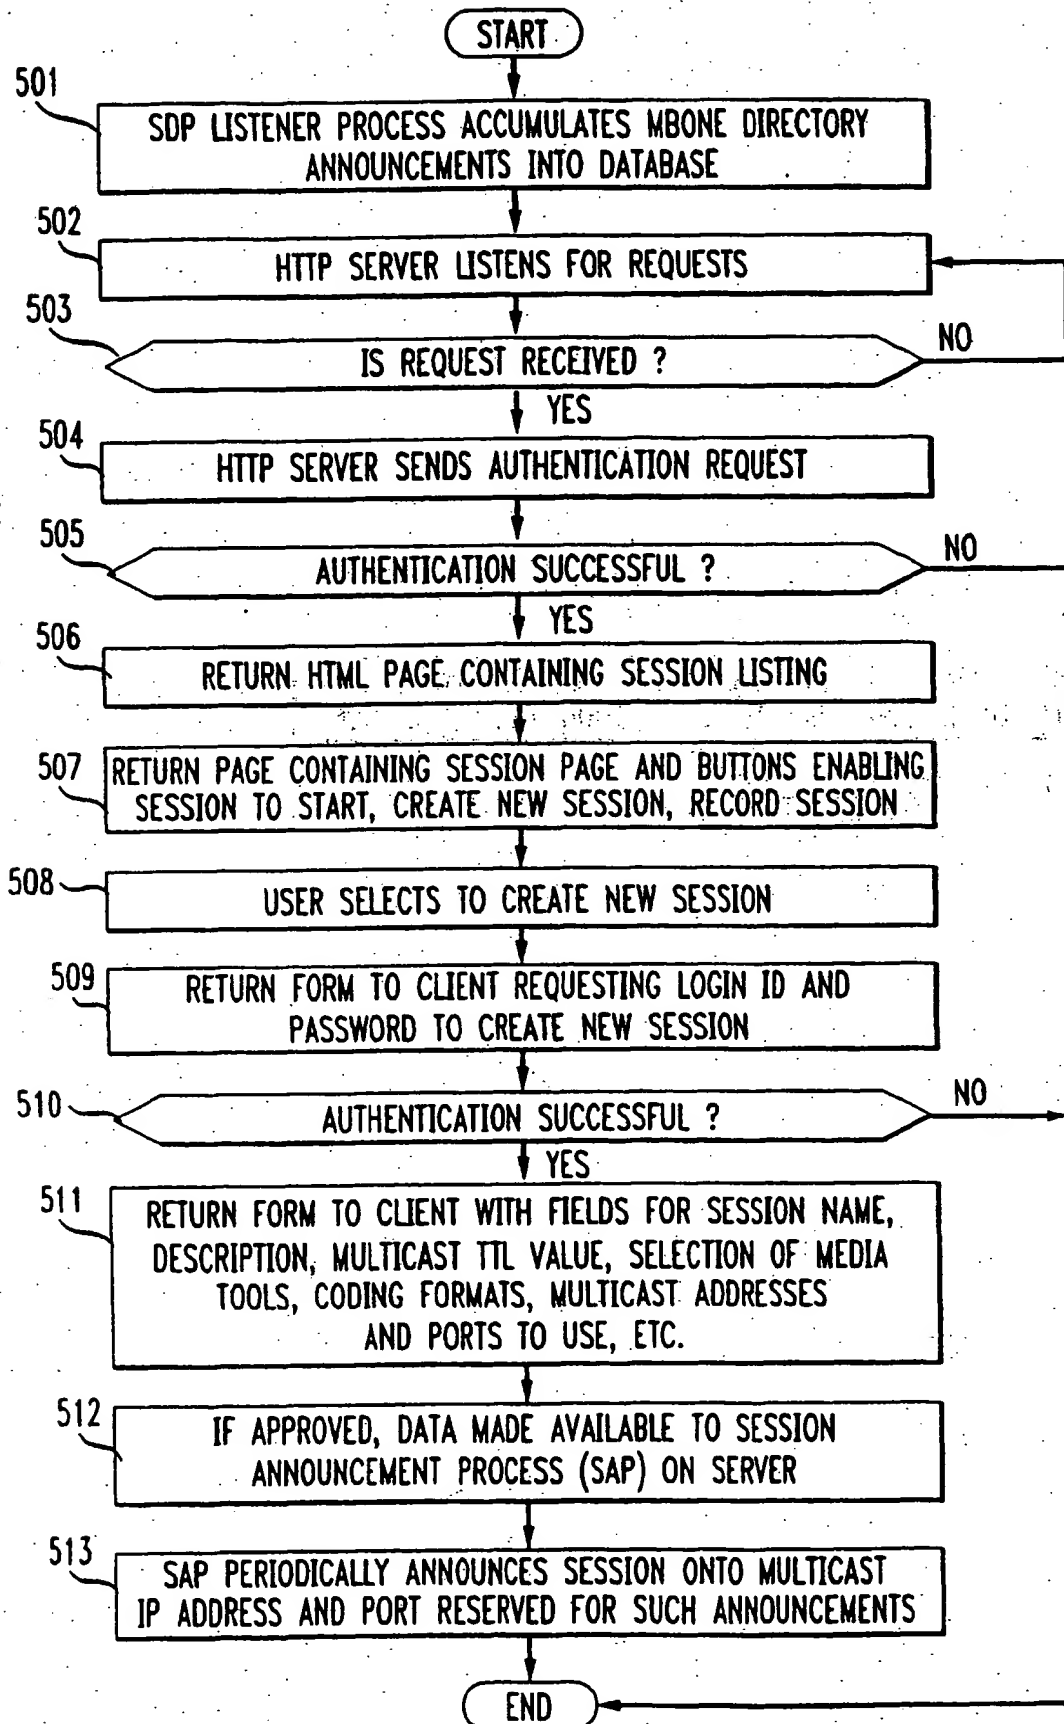 START
501
SDP LISTENER PROCESS ACCUMULATES MBONE DIRECTORY
ANNOUNCEMENTS INTO DATABASE
502
HTTP SERVER LISTENS FOR REQUESTS
503
IS REQUEST RECEIVED ?
NO
YES
504
HTTP SERVER SENDS AUTHENTICATION REQUEST
505
AUTHENTICATION SUCCESSFUL ?
NO
YES
506
RETURN HTML PAGE CONTAINING SESSION LISTING
507
RETURN PAGE CONTAINING SESSION PAGE AND BUTTONS ENABLING
SESSION TO START, CREATE NEW SESSION, RECORD SESSION
508
USER SELECTS TO CREATE NEW SESSION
509
RETURN FORM TO CLIENT REQUESTING LOGIN ID AND
PASSWORD TO CREATE NEW SESSION
510
AUTHENTICATION SUCCESSFUL ?
NO
YES
511
RETURN FORM TO CLIENT WITH FIELDS FOR SESSION NAME,
DESCRIPTION, MULTICAST TTL VALUE, SELECTION OF MEDIA
TOOLS, CODING FORMATS, MULTICAST ADDRESSES
AND PORTS TO USE, ETC.
512
IF APPROVED, DATA MADE AVAILABLE TO SESSION
ANNOUNCEMENT PROCESS (SAP) ON SERVER
513
SAP PERIODICALLY ANNOUNCES SESSION ONTO MULTICAST
IP ADDRESS AND PORT RESERVED FOR SUCH ANNOUNCEMENTS
END